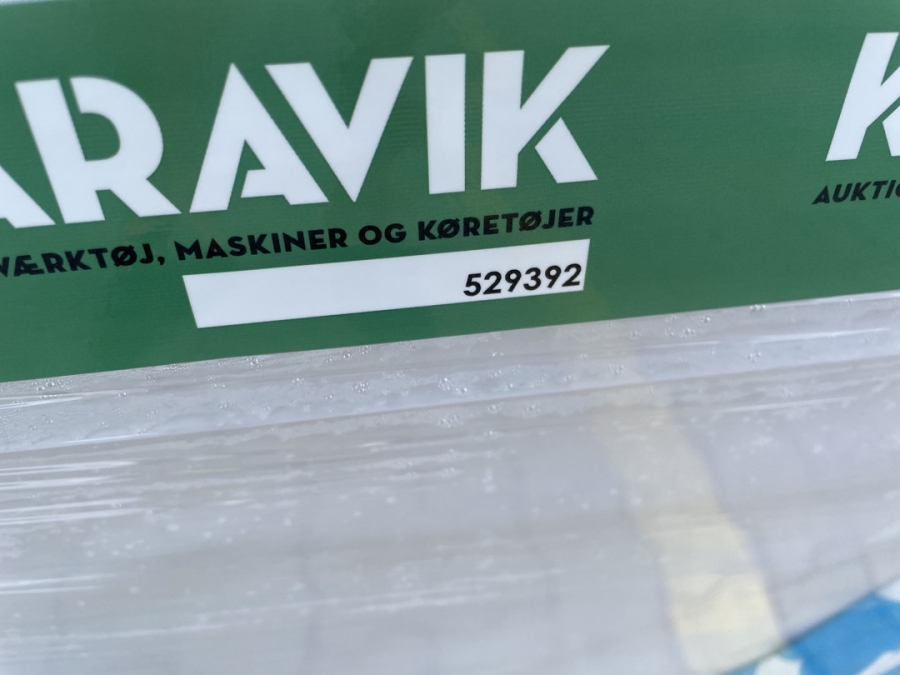 ARAVIK
VÆRKTØJ, MASKINER OG KØRETØJER
529392
K
AUKTIO